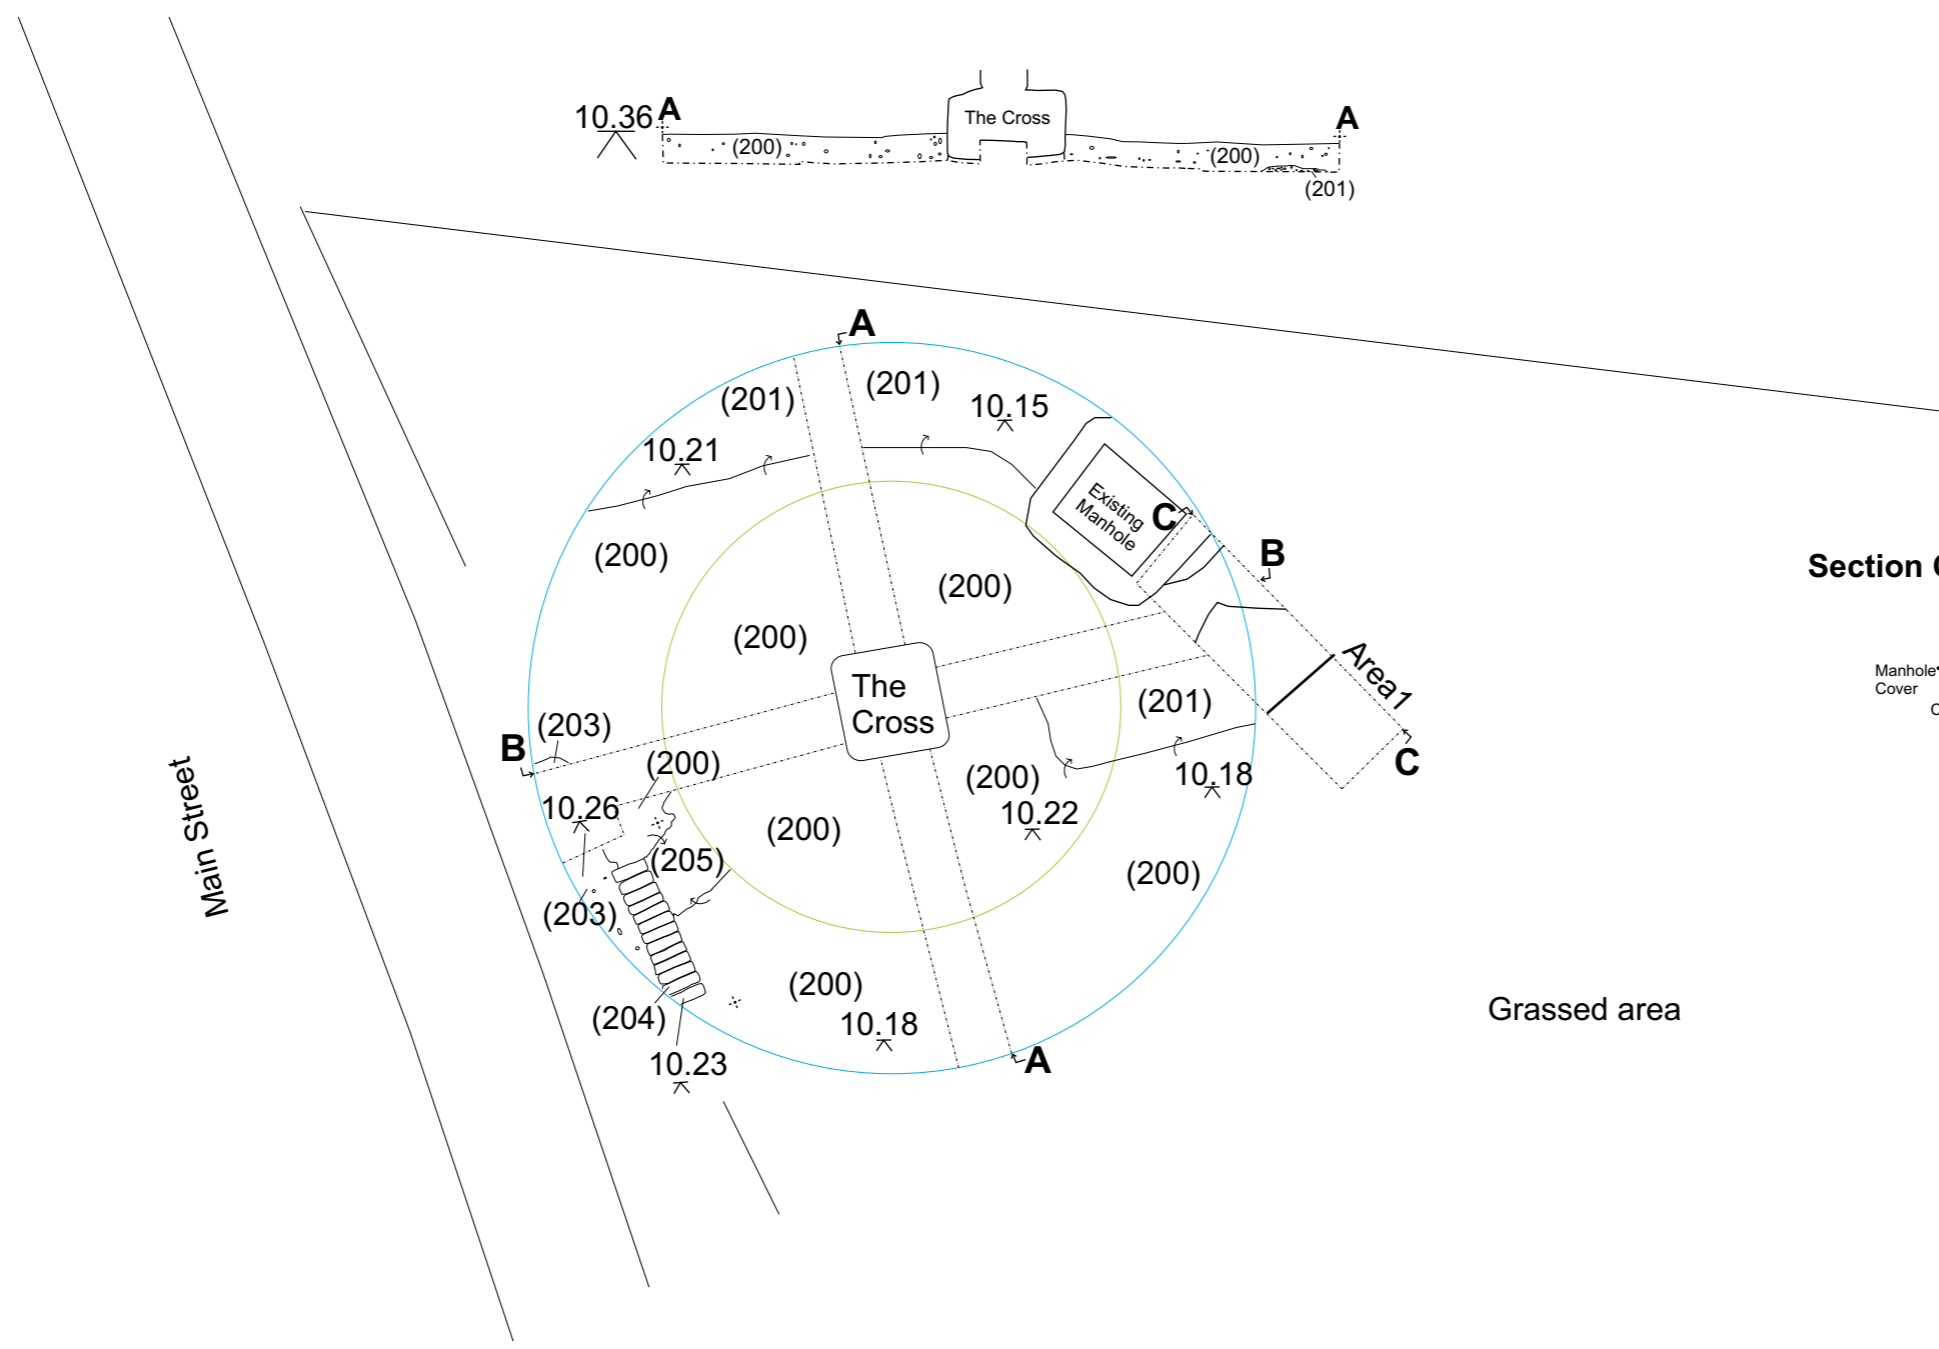 10.36 A
The Cross
A
(200)
(200)
(201)
A
(201)
(201)
10.15
10.21
Existing
Manhole
C
B
Section
(200)
(200)
(200)
Area1
Manhole
Cover
The
Cross
(201)
(203)
B
(200)
C
(200)
10.18
10.26
10.22
(200)
(205)
(200)
(203)
Main Street
(200)
(204)
10.18
Grassed area
10.23
A